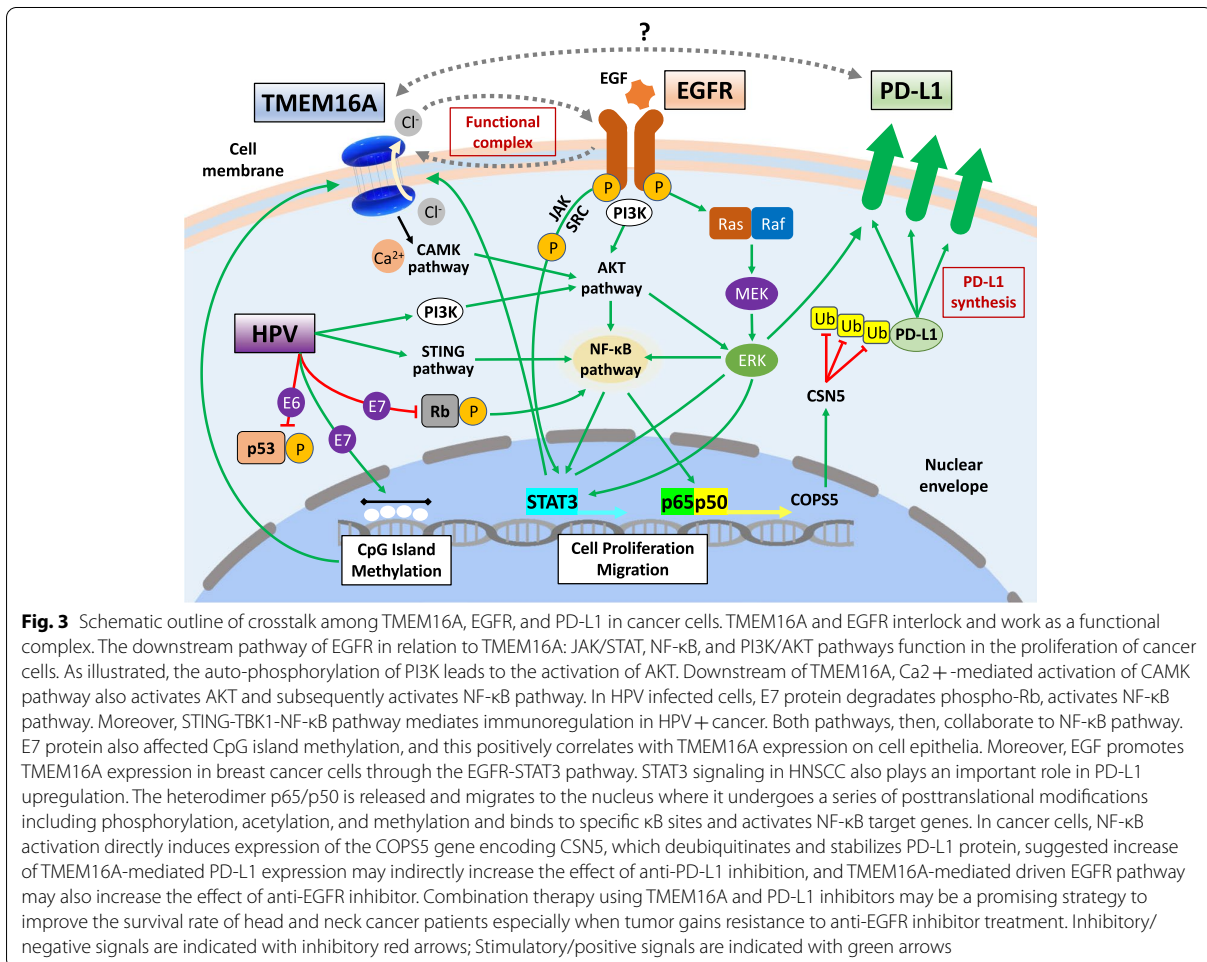 ?
EGF
EGFR
PD-L1
TMEM16A
Cl-
Functional
complex
Cell
membrane
P
P
PI3K
JAK
SRC
Cl-
Ras
Raf
P
Ca2+
CAMK
pathway
AKT
pathway
PD-L1
synthesis
MEK
PI3K
HPV
Ub
Ub
Ub
PD-L1
STING
pathway
NF-κB
pathway
ERK
CSN5
E6
E7
Rb
P
p53
P
E7
Nuclear
envelope
STAT3
p65
p50
COPS5
CpG Island
Methylation
Cell Proliferation
Migration
Fig. 3 Schematic outline of crosstalk among TMEM16A, EGFR, and PD-L1 in cancer cells. TMEM16A and EGFR interlock and work as a functional
complex. The downstream pathway of EGFR in relation to TMEM16A: JAK/STAT, NF-κB, and PI3K/AKT pathways function in the proliferation of cancer
cells. As illustrated, the auto-phosphorylation of PI3K leads to the activation of AKT. Downstream of TMEM16A, Ca2+-mediated activation of CAMK
pathway also activates AKT and subsequently activates NF-κB pathway. In HPV infected cells, E7 protein degradates phospho-Rb, activates NF-κB
pathway. Moreover, STING-TBK1-NF-κB pathway mediates immunoregulation in HPV+cancer. Both pathways, then, collaborate to NF-κB pathway.
E7 protein also affected CpG island methylation, and this positively correlates with TMEM16A expression on cell epithelia. Moreover, EGF promotes
TMEM16A expression in breast cancer cells through the EGFR-STAT3 pathway. STAT3 signaling in HNSCC also plays an important role in PD-L1
upregulation. The heterodimer p65/p50 is released and migrates to the nucleus where it undergoes a series of posttranslational modifications
including phosphorylation, acetylation, and methylation and binds to specific κB sites and activates NF-κB target genes. In cancer cells, NF-κB
activation directly induces expression of the COPS5 gene encoding CSN5, which deubiquitinates and stabilizes PD-L1 protein, suggested increase
of TMEM16A-mediated PD-L1 expression may indirectly increase the effect of anti-PD-L1 inhibition, and TMEM16A-mediated driven EGFR pathway
may also increase the effect of anti-EGFR inhibitor. Combination therapy using TMEM16A and PD-L1 inhibitors may be a promising strategy to
improve the survival rate of head and neck cancer patients especially when tumor gains resistance to anti-EGFR inhibitor treatment. Inhibitory/
negative signals are indicated with inhibitory red arrows; Stimulatory/positive signals are indicated with green arrows